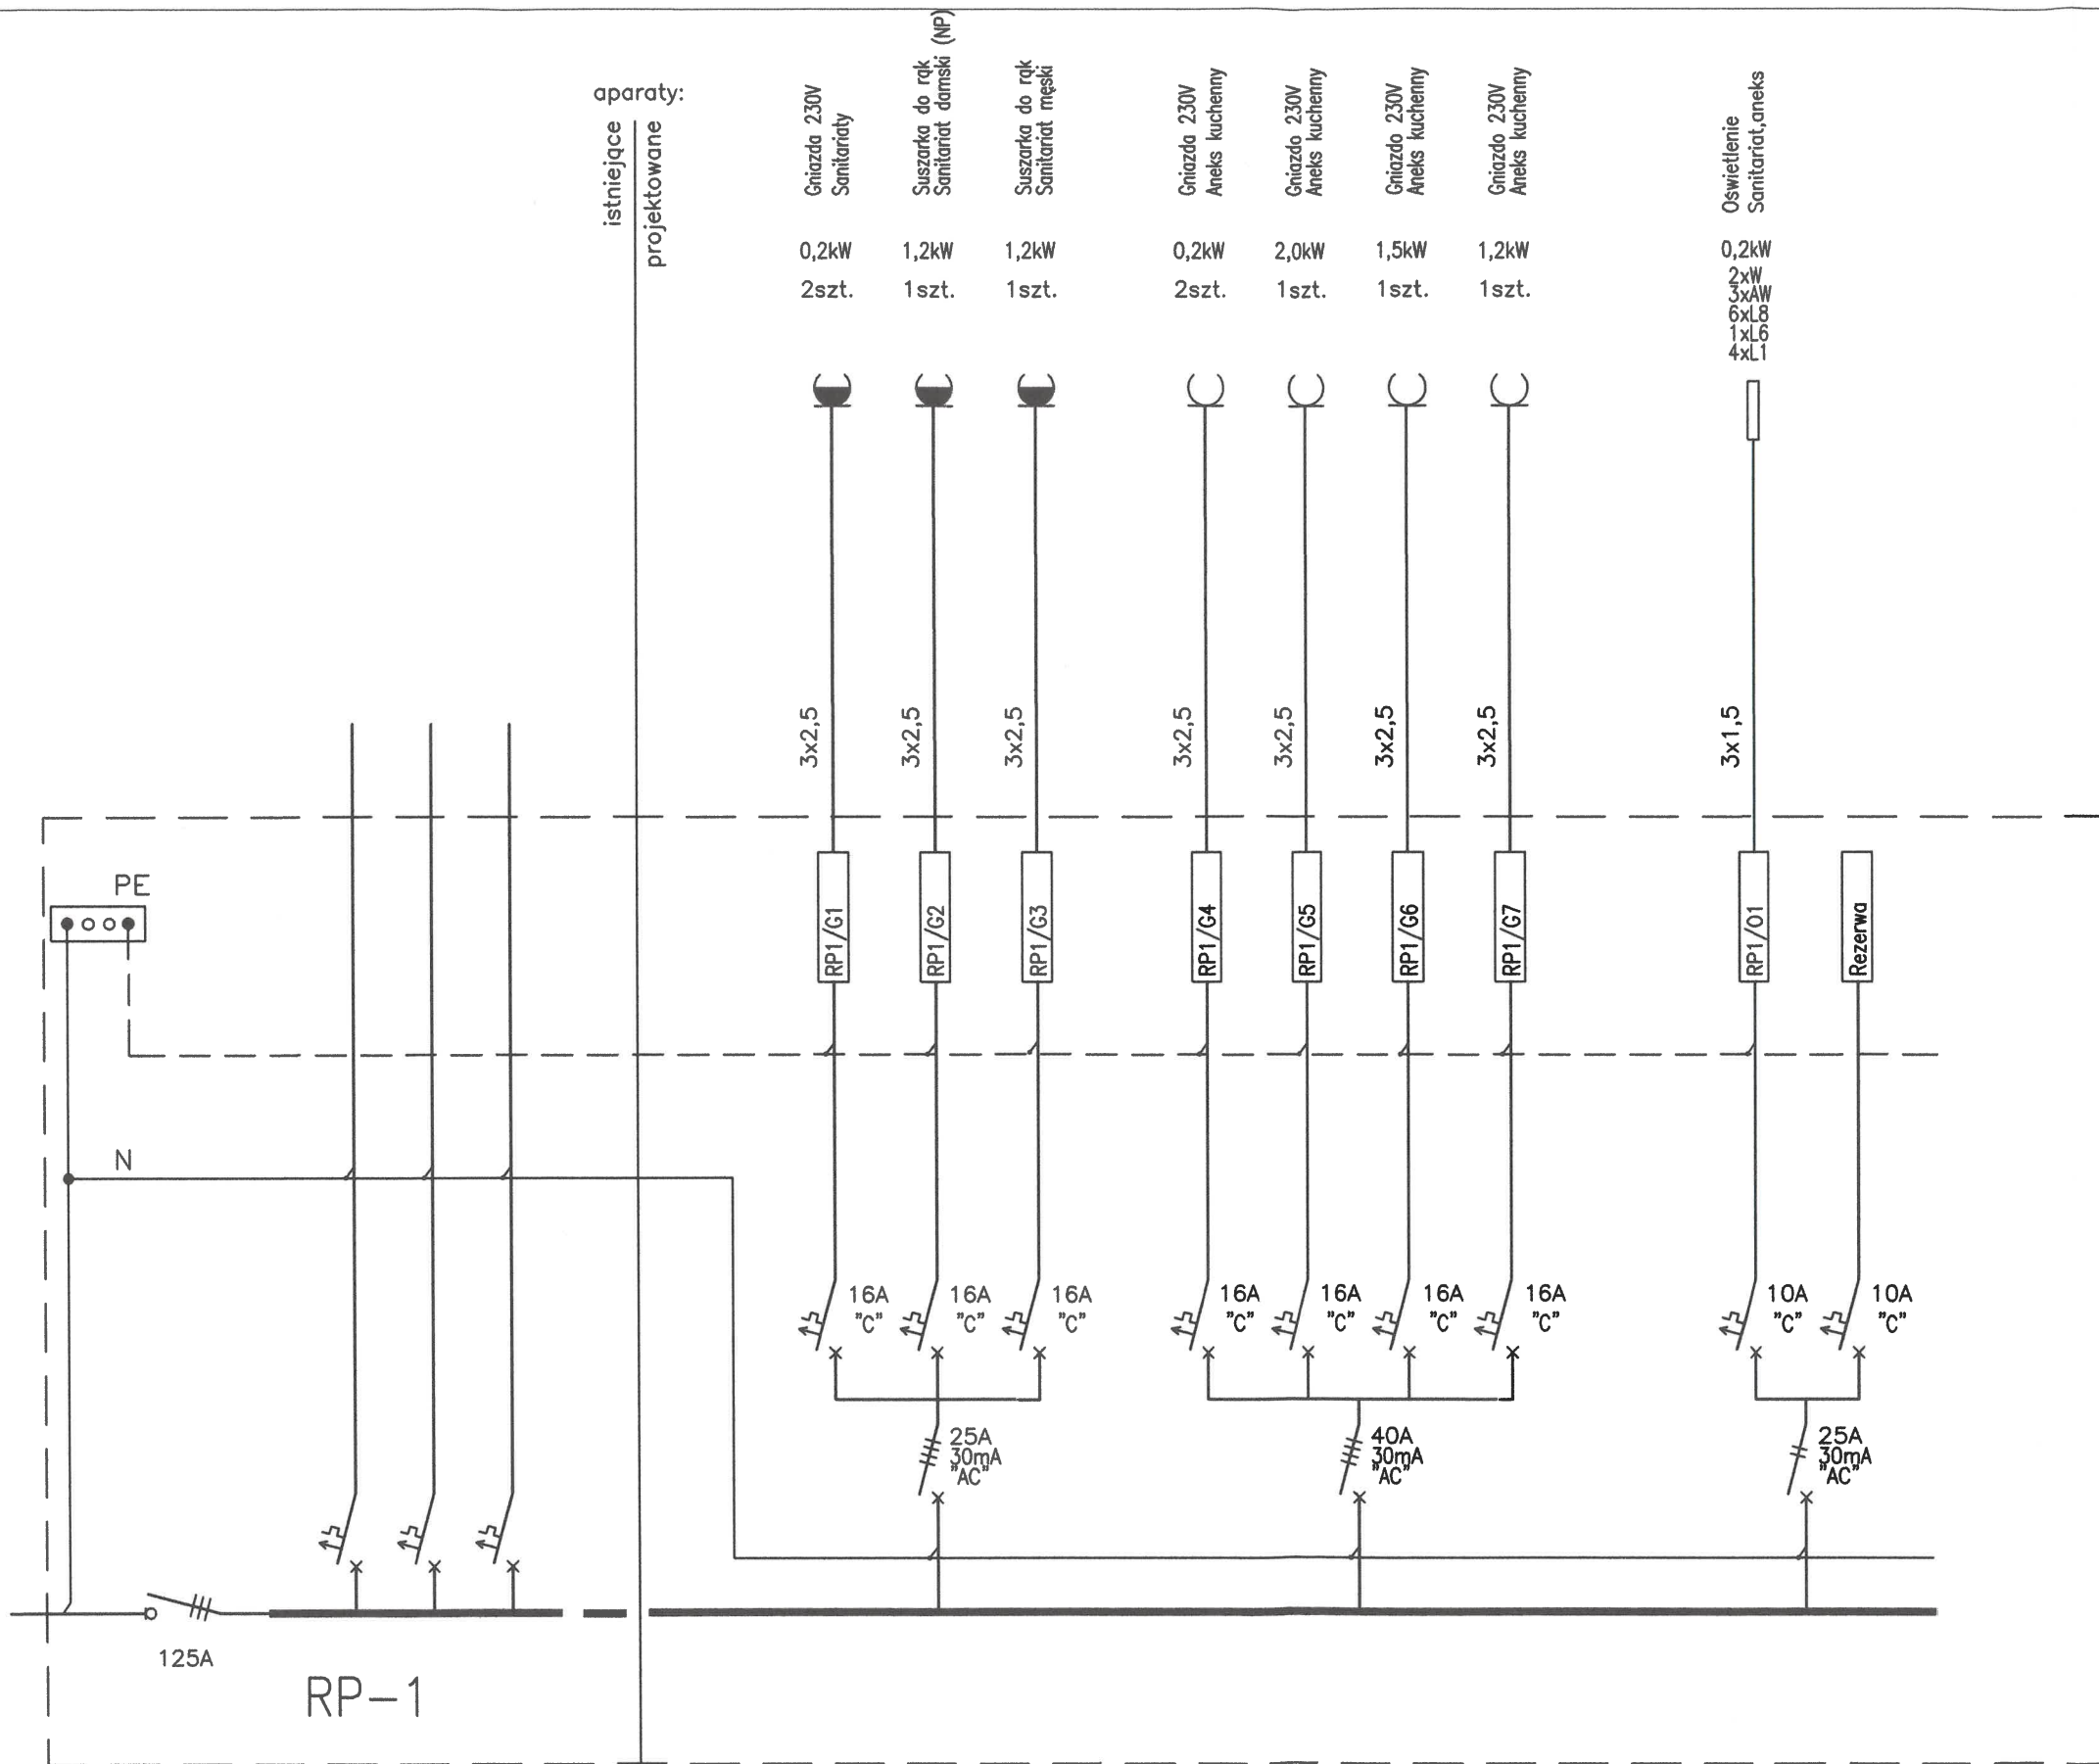 aparaty:
istniejące
projektowane
Gniazda 230V
Sanitariaty
0,2kW
2szt.
Suszarka do rąk
Sanitariat damski (NP)
1,2kW
1szt.
Suszarka do rąk
Sanitariat męski
1,2kW
1szt.
Gniazda 230V
Aneks kuchenny
0,2kW
2szt.
Gniazdo 230V
Aneks kuchenny
2,0kW
1szt.
Gniazdo 230V
Aneks kuchenny
1,5kW
1szt.
Gniazdo 230V
Aneks kuchenny
1,2kW
1szt.
Oświetlenie
Sanitariat,aneks
0,2kW
2xW
3xAW
6xL8
1xL6
4xL1
3x2,5
3x2,5
3x2,5
3x2,5
3x2,5
3x2,5
3x2,5
3x1,5
PE
RP1/G1
RP1/G2
RP1/G3
RP1/G4
RP1/G5
RP1/G6
RP1/G7
RP1/O1
Rezerwa
N
16A
"C"
16A
"C"
16A
"C"
16A
"C"
16A
"C"
16A
"C"
16A
"C"
10A
"C"
10A
"C"
25A
30mA
"AC"
40A
30mA
"AC"
25A
30mA
"AC"
125A
RP-1